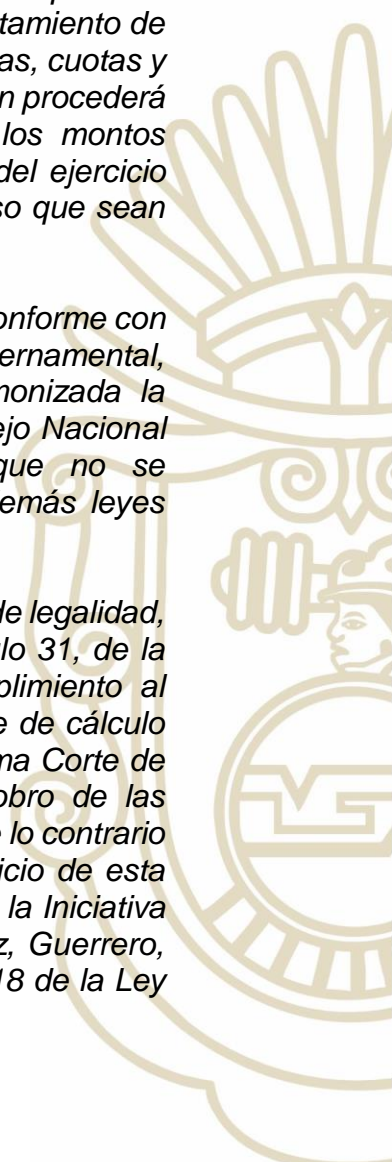 tamiento de
as, cuotas y
n procederá
los montos
del ejercicio
so que sean
onforme con
ernamental,
monizada la
ejo Nacional
que no se
emás leyes
de legalidad,
lo 31, de la
plimiento al
e de cálculo
ma Corte de
obro de las
e lo contrario
icio de esta
la Iniciativa
z, Guerrero,
18 de la Ley